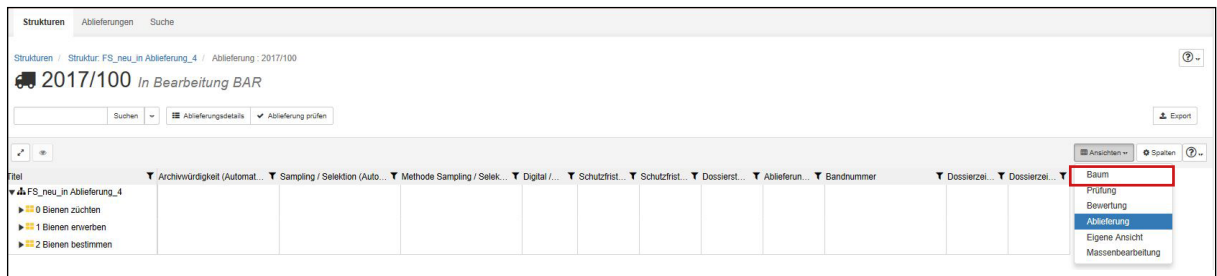 Strukturen Ablieferungen Suche
Strukturen / Struktur: FS_neu_in Ablieferung_4 / Ablieferung : 2017/100
2017/100 In Bearbeitung BAR
Suchen Ablieferungsdetails Ablieferung prüfen Export
Ansichten Spalten
Titel Archivwürdigkeit (Automat... Sampling / Selektion (Auto... Methode Sampling / Selek... Digital /... Schutzfrist... Schutzfrist... Dossierst... Ablieferun... Bandnummer Dossierzei... Dossierzei...
FS_neu_in Ablieferung_4
0 Bienen züchten
1 Bienen erwerben
2 Bienen bestimmen
Baum
Prüfung
Bewertung
Ablieferung
Eigene Ansicht
Massenbearbeitung